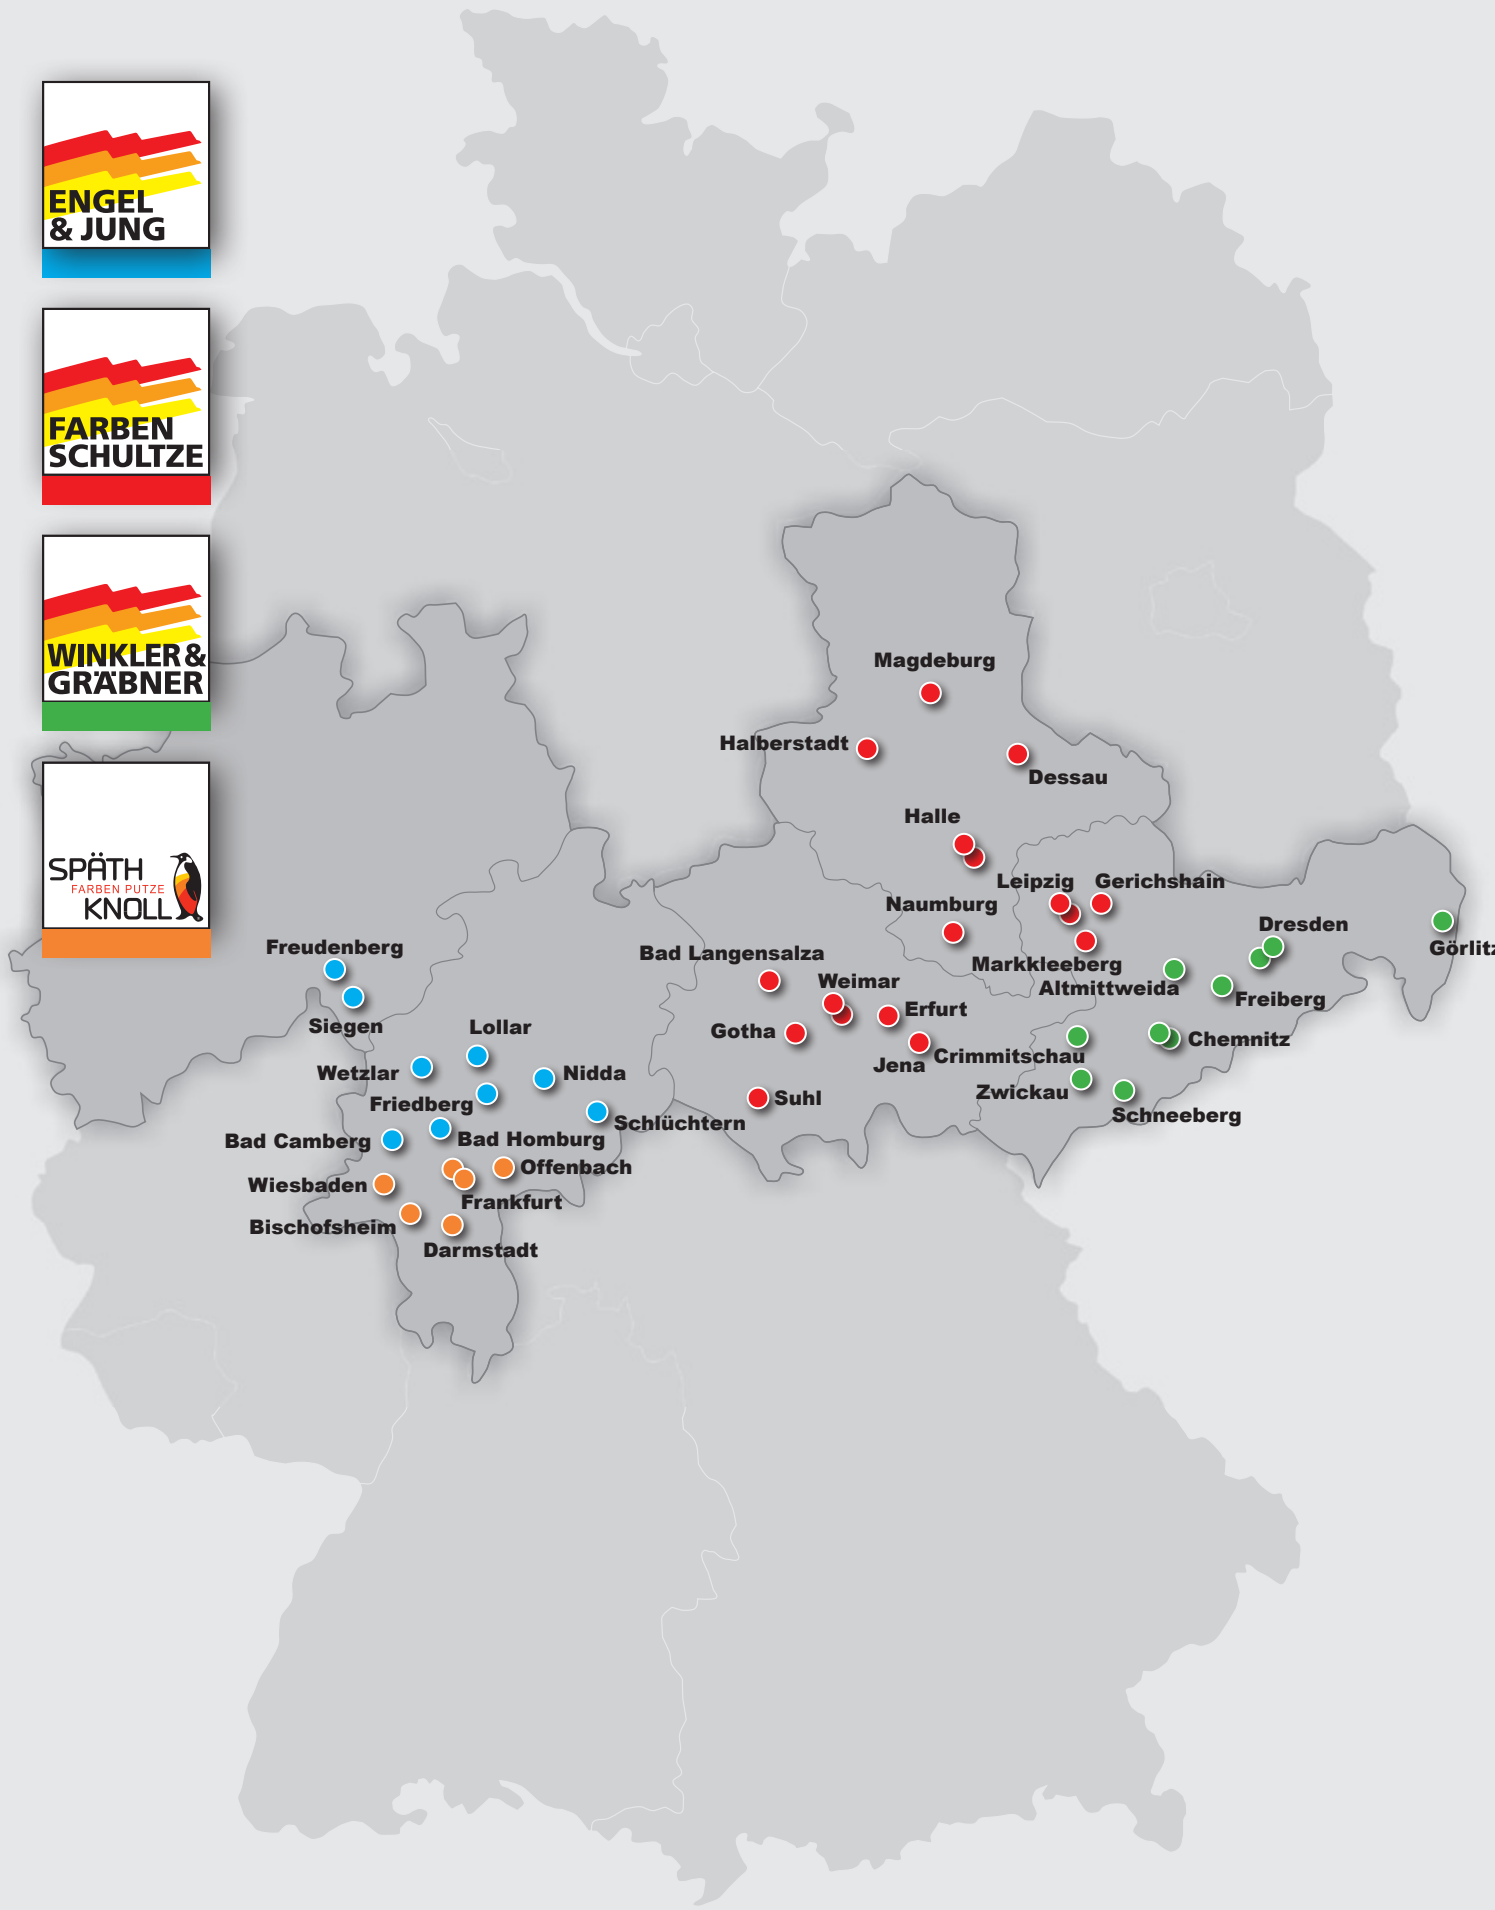 ENGEL
& JUNG
FARBEN
SCHULTZE
WINKLER &
GRÄBNER
SPÄTH
FARBEN PUTZE
KNOLL
Magdeburg
Halberstadt
Dessau
Halle
Leipzig
Gerichshain
Naumburg
Dresden
Görlitz
Freudenberg
Bad Langensalza
Markkleeberg
Weimar
Altmittweida
Freiberg
Siegen
Lollar
Gotha
Erfurt
Chemnitz
Crimmitschau
Jena
Wetzlar
Nidda
Zwickau
Suhl
Friedberg
Schlüchtern
Schneeberg
Bad Camberg
Bad Homburg
Offenbach
Wiesbaden
Frankfurt
Bischofsheim
Darmstadt